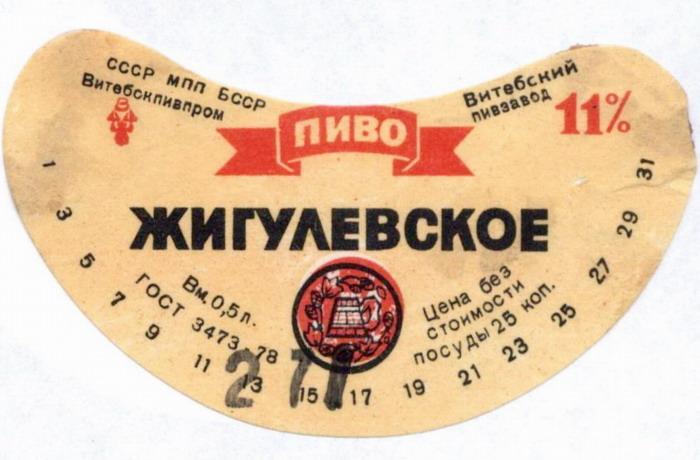 СССР МПП БССР
Витебскпивпром
Витебский
пивзавод
11%
ПИВО
ЖИГУЛЕВСКОЕ
Вм. 0,5 л.
ГОСТ 3473-78
Цена без
стоимости
посуды 25 коп.
1 3 5 7 9 11 13 15 17 19 21 23 25 27 29 31